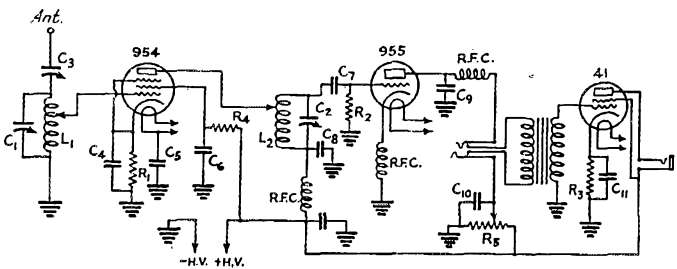 Ant.
954
955
41
C3
C7
R.F.C.
C9
R4
R2
C1
L1
L2
C2
C8
C4
C5
C6
R1
R.F.C.
R.F.C.
C10
R3
C11
R5
-H.V. +H.V.